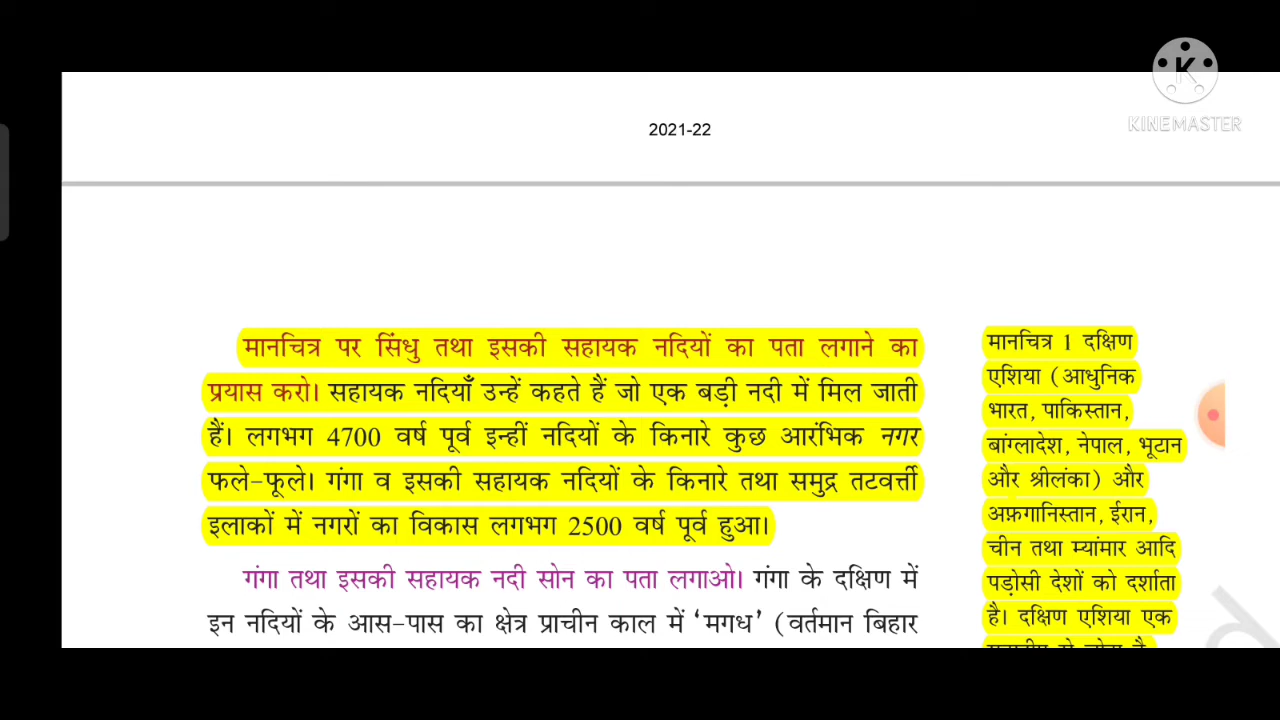 KINEMASTER
2021-22
मानचित्र पर सिंधु तथा इसकी सहायक नदियों का पता लगाने का
प्रयास करो। सहायक नदियाँ उन्हें कहते हैं जो एक बड़ी नदी में मिल जाती
हैं। लगभग 4700 वर्ष पूर्व इन्हीं नदियों के किनारे कुछ आरंभिक नगर
फले-फूले। गंगा व इसकी सहायक नदियों के किनारे तथा समुद्र तटवर्त्ती
इलाकों में नगरों का विकास लगभग 2500 वर्ष पूर्व हुआ।
गंगा तथा इसकी सहायक नदी सोन का पता लगाओ। गंगा के दक्षिण में
इन नदियों के आस-पास का क्षेत्र प्राचीन काल में ‘मगध’ (वर्तमान बिहार
मानचित्र 1 दक्षिण
एशिया (आधुनिक
भारत, पाकिस्तान,
बांग्लादेश, नेपाल, भूटान
और श्रीलंका) और
अफ़गानिस्तान, ईरान,
चीन तथा म्यांमार आदि
पड़ोसी देशों को दर्शाता
है। दक्षिण एशिया एक